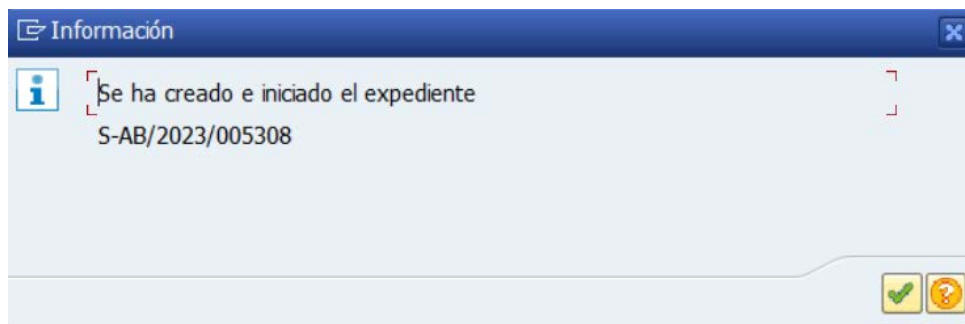 Información
Se ha creado e iniciado el expediente
S-AB/2023/005308